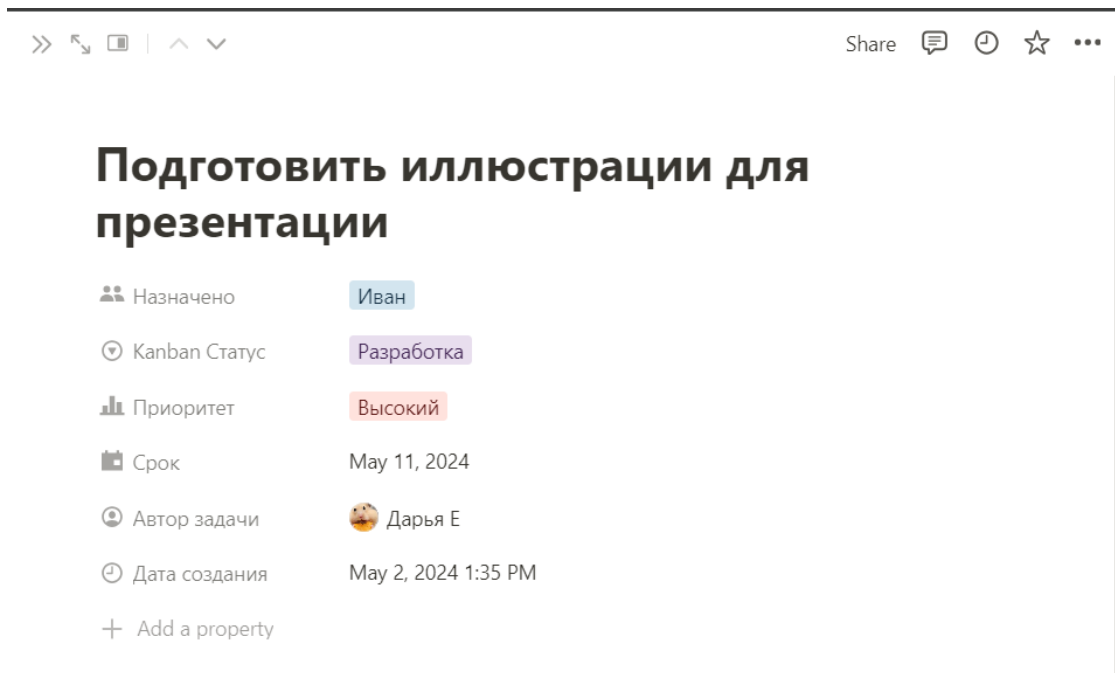 Share
Подготовить иллюстрации для
презентации
Назначено Иван
Kanban Статус Разработка
Приоритет Высокий
Срок May 11, 2024
Автор задачи Дарья Е
Дата создания May 2, 2024 1:35 PM
Add a property